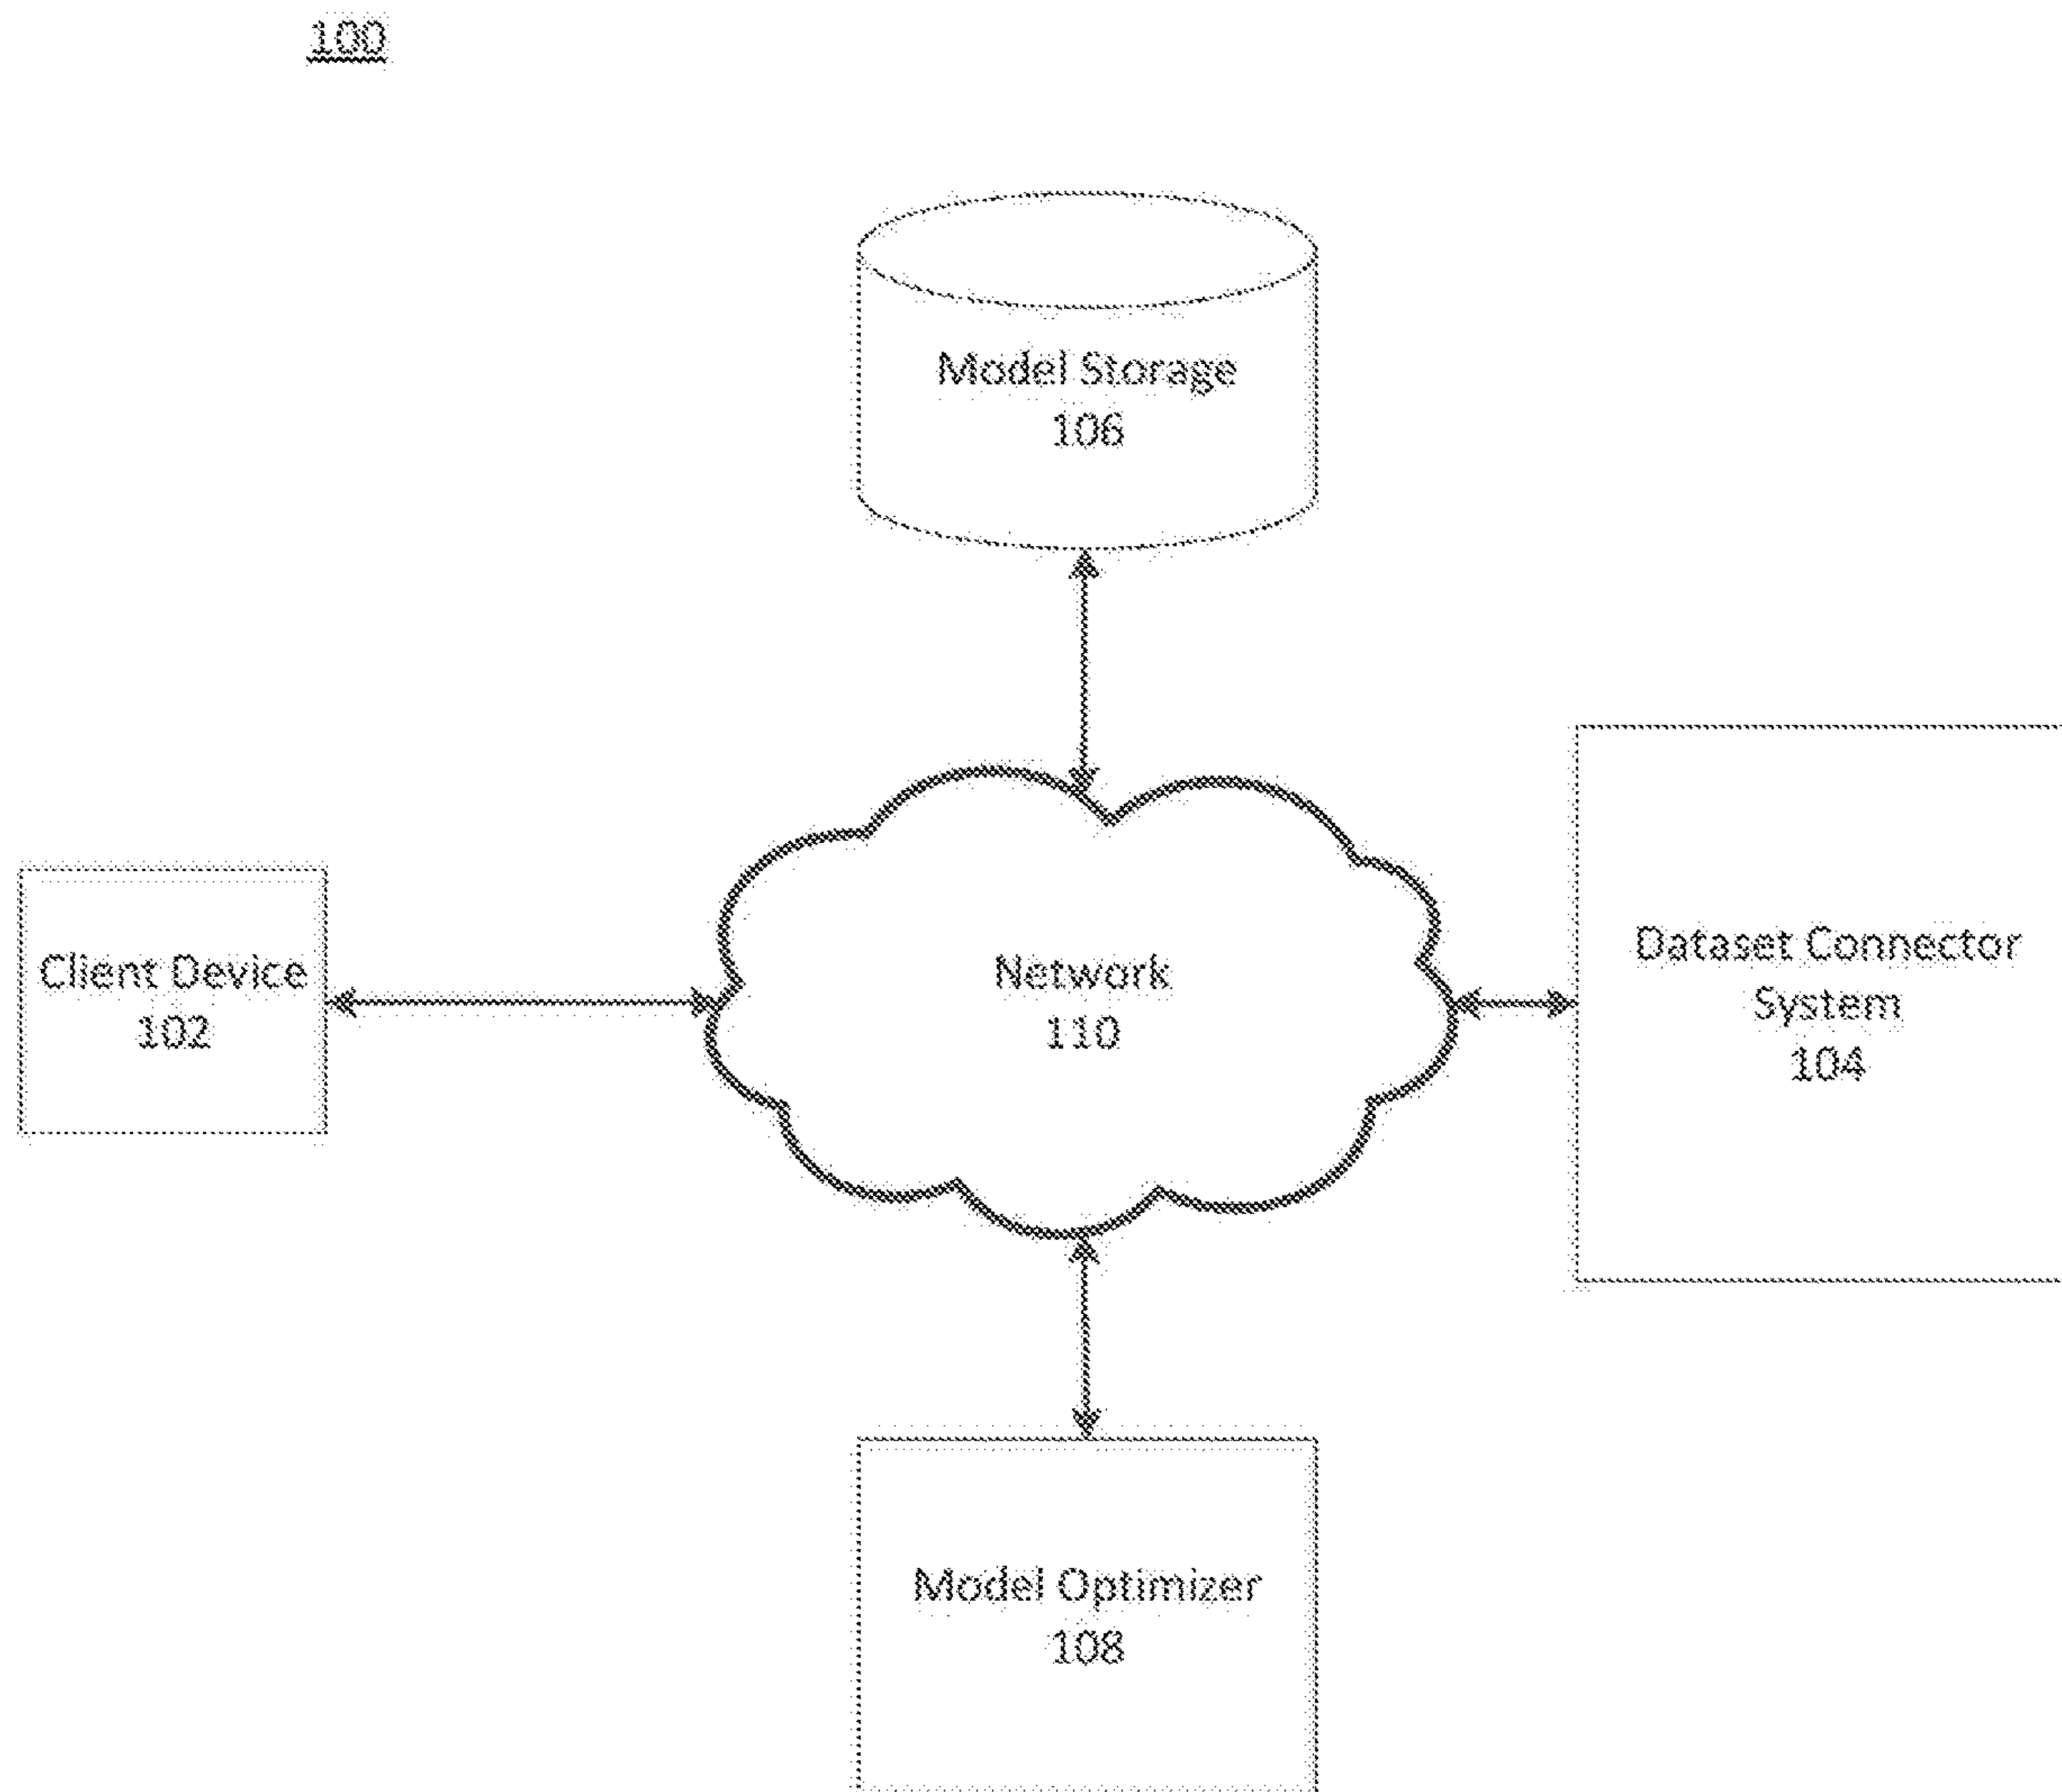 100
Model Storage
106
Client Device
102
Network
110
Dataset Connector
System
104
Model Optimizer
108